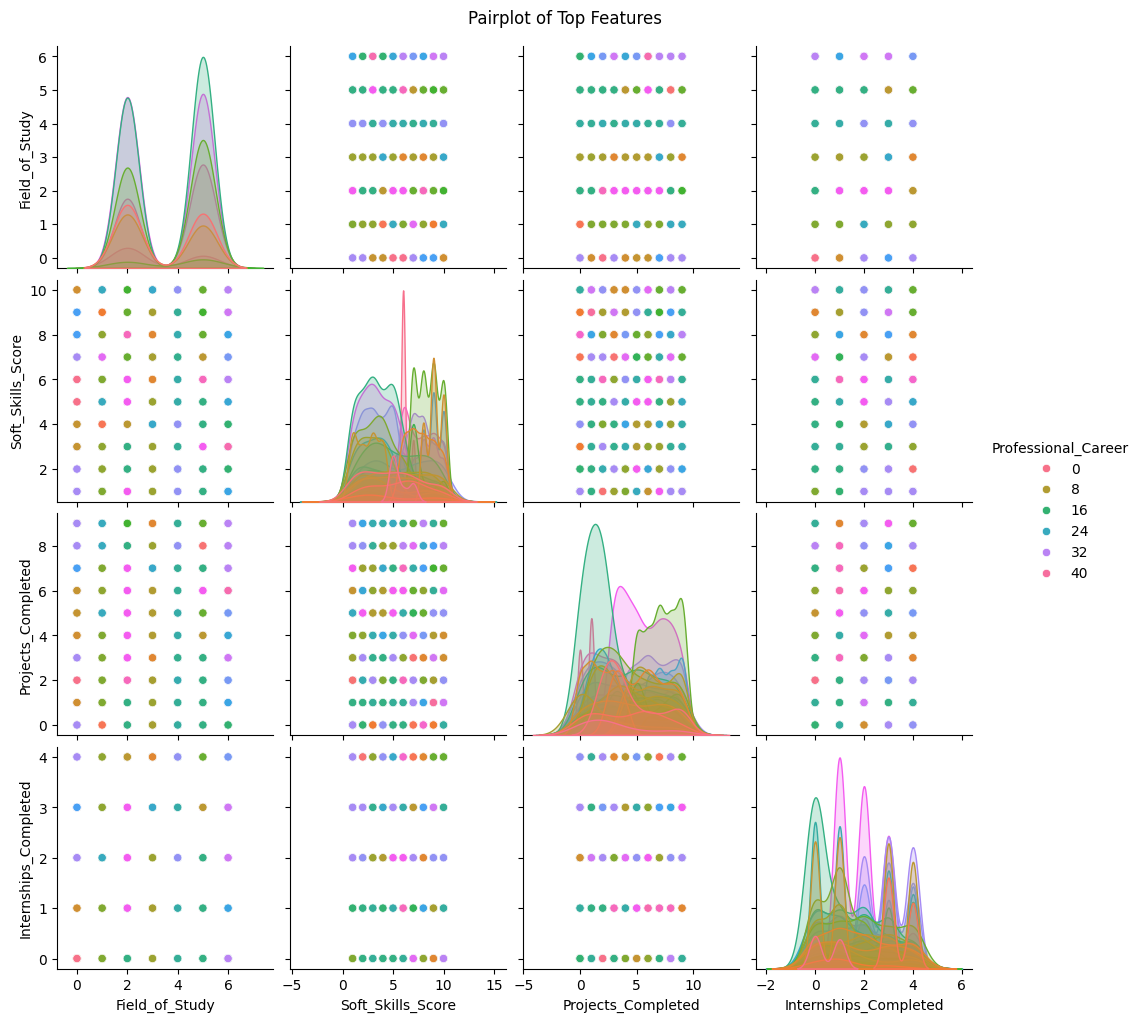 Pairplot of Top Features
6
5
4
3
2
1
0
Field_of_Study
10
8
6
4
2
Soft_Skills_Score
Professional_Career
0
8
16
24
32
40
8
6
4
2
0
Projects_Completed
4
3
2
1
0
Internships_Completed
0 2 4 6
−5 0 5 10 15
−5 0 5 10
−2 0 2 4 6
Field_of_Study
Soft_Skills_Score
Projects_Completed
Internships_Completed